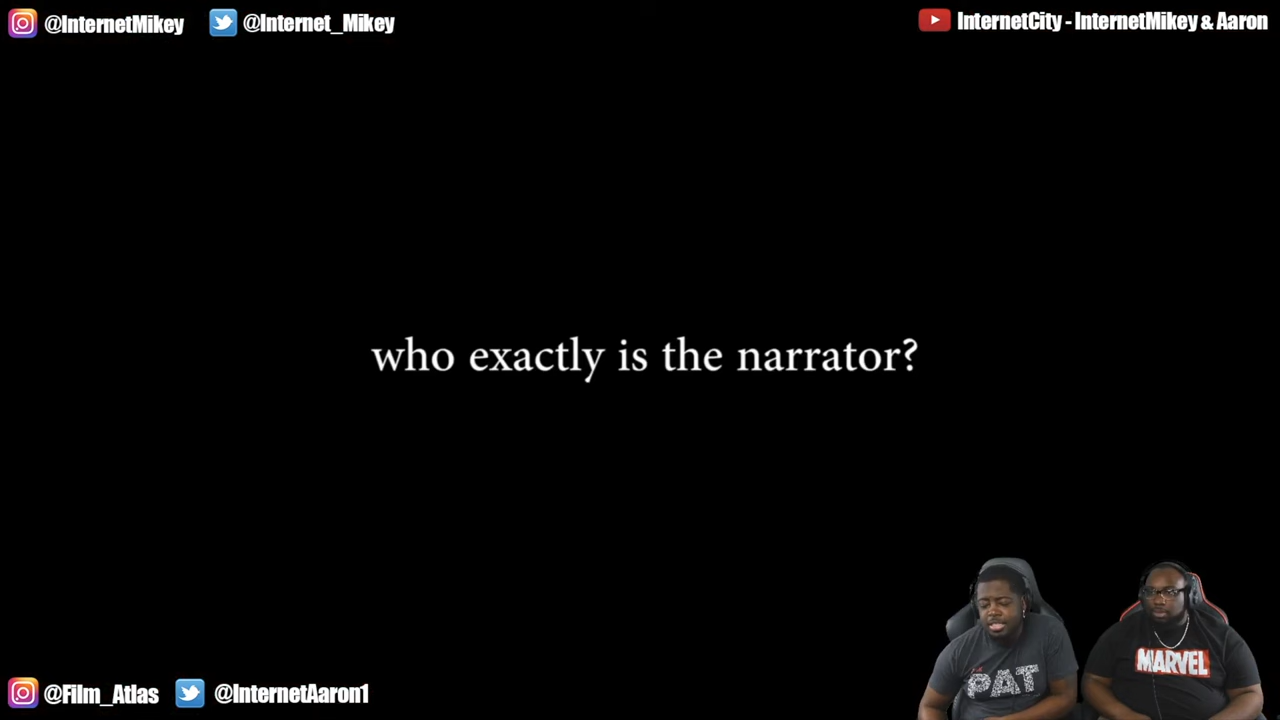 @InternetMikey @Internet_Mikey InternetCity - InternetMikey & Aaron
who exactly is the narrator?
PAT
MARVEL
@Film_Atlas @InternetAaron1